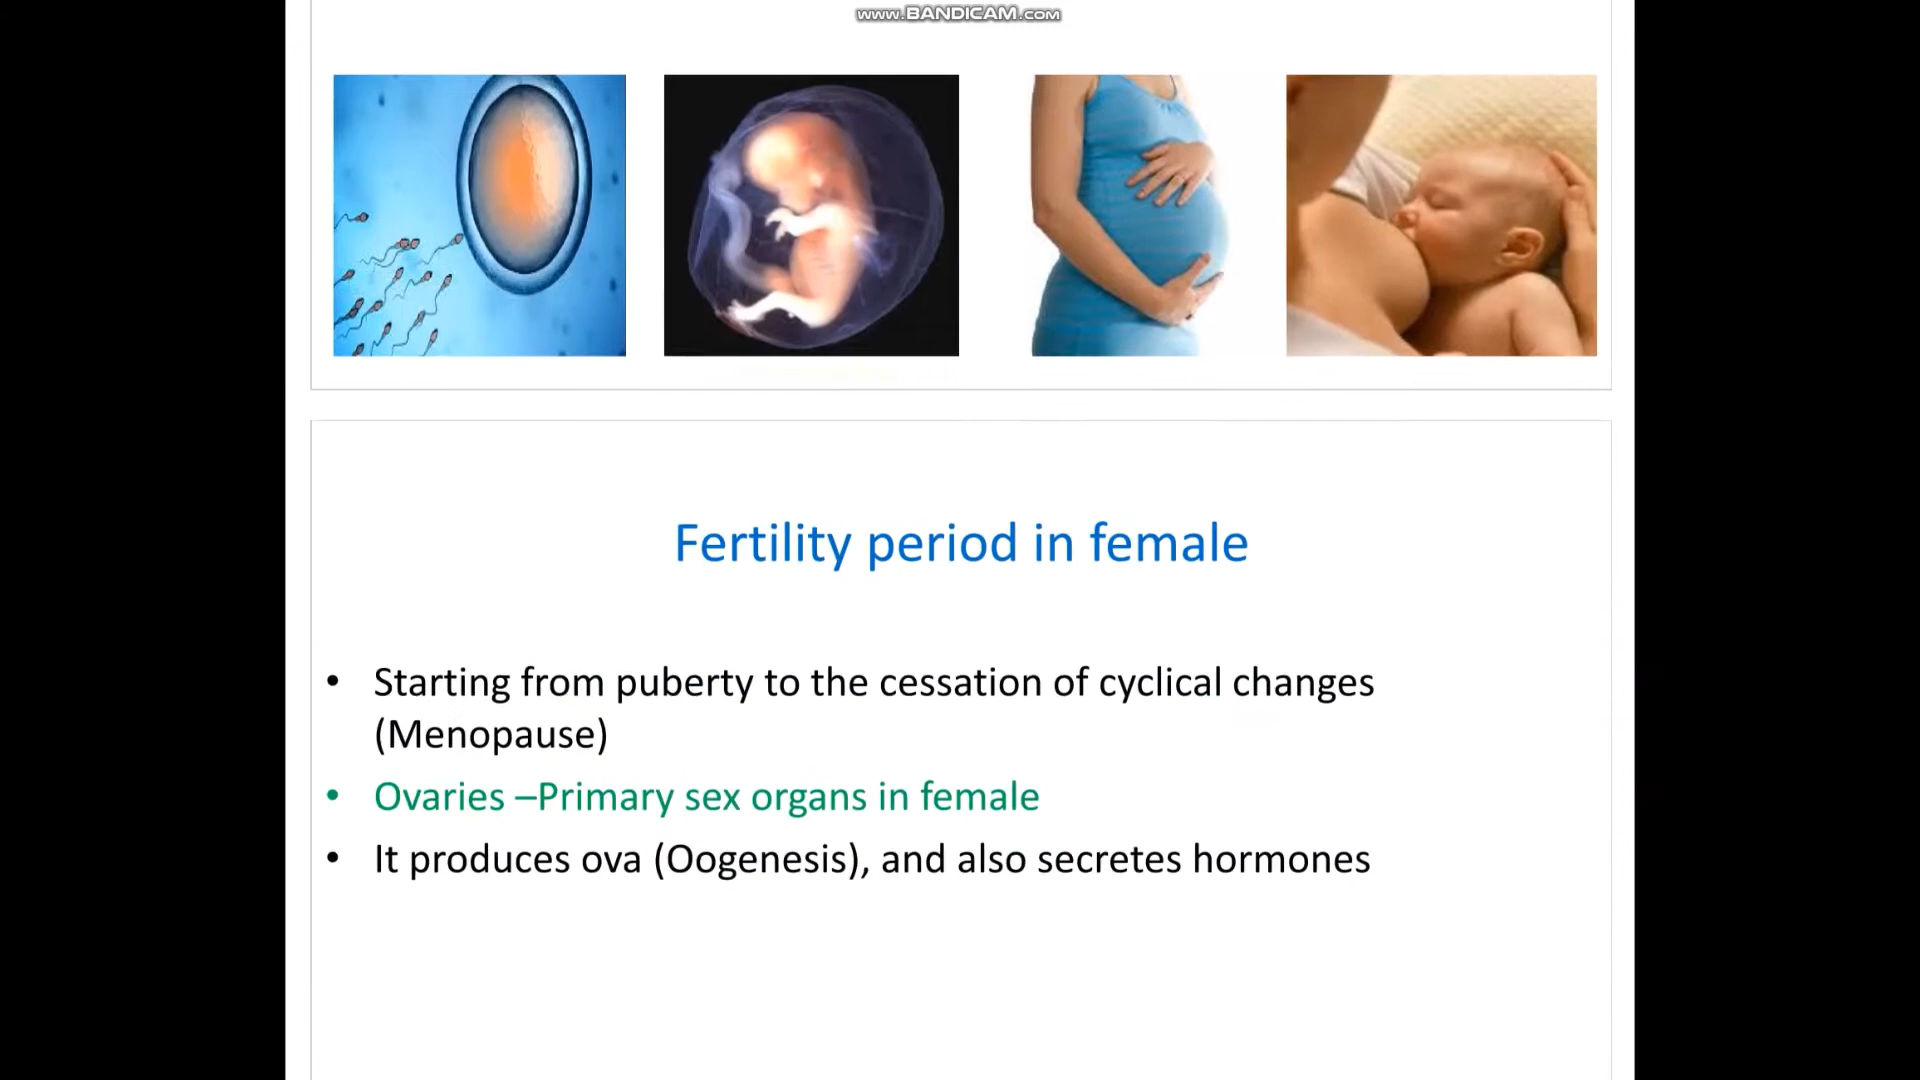 www.BANDICAM.com
Fertility period in female
• Starting from puberty to the cessation of cyclical changes
(Menopause)
• Ovaries –Primary sex organs in female
• It produces ova (Oogenesis), and also secretes hormones